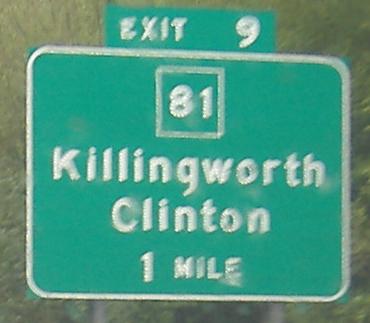 EXIT 9
81
Killingworth
Clinton
1 MILE